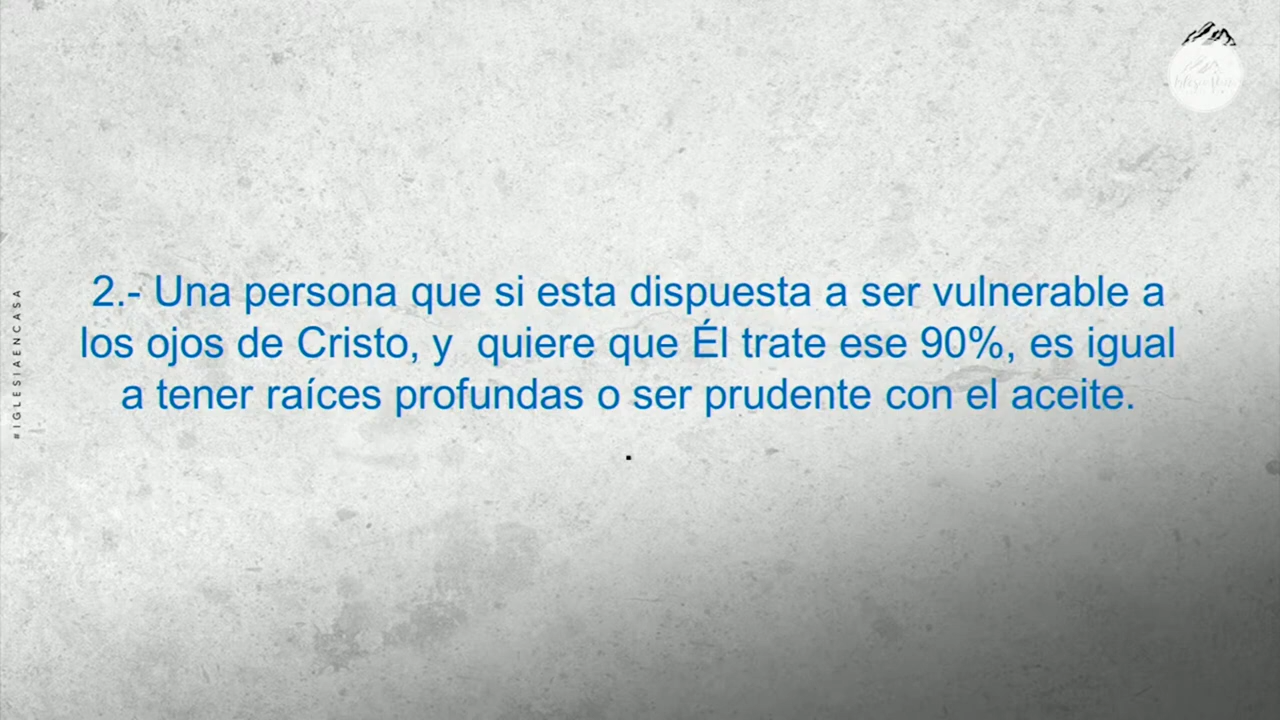 2.- Una persona que si esta dispuesta a ser vulnerable a
los ojos de Cristo, y  quiere que Él trate ese 90%, es igual
a tener raíces profundas o ser prudente con el aceite.
.
#IGLESIAENCASA